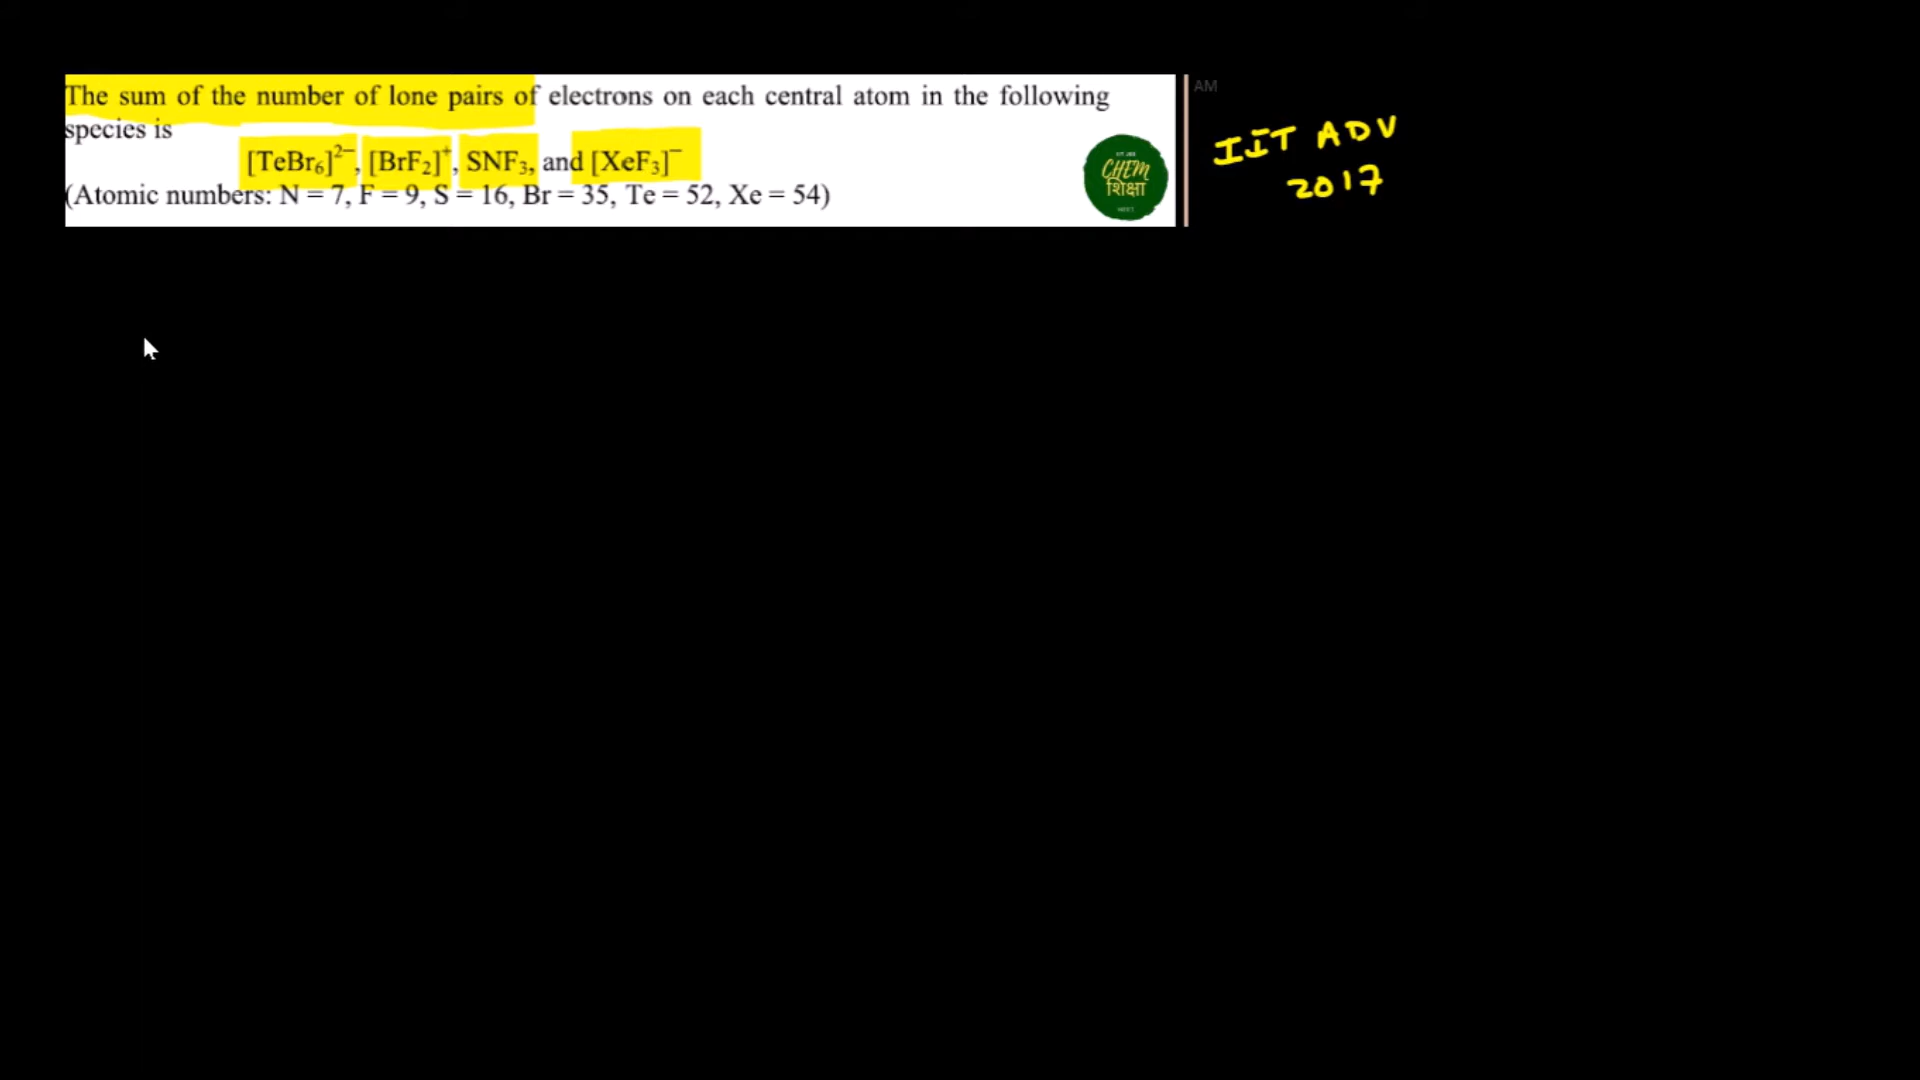 The sum of the number of lone pairs of electrons on each central atom in the following
species is
[TeBr₆]²⁻, [BrF₂]⁺, SNF₃, and [XeF₃]⁻
(Atomic numbers: N = 7, F = 9, S = 16, Br = 35, Te = 52, Xe = 54)
CHEM
शिक्षा
AM
IIT ADV
2017